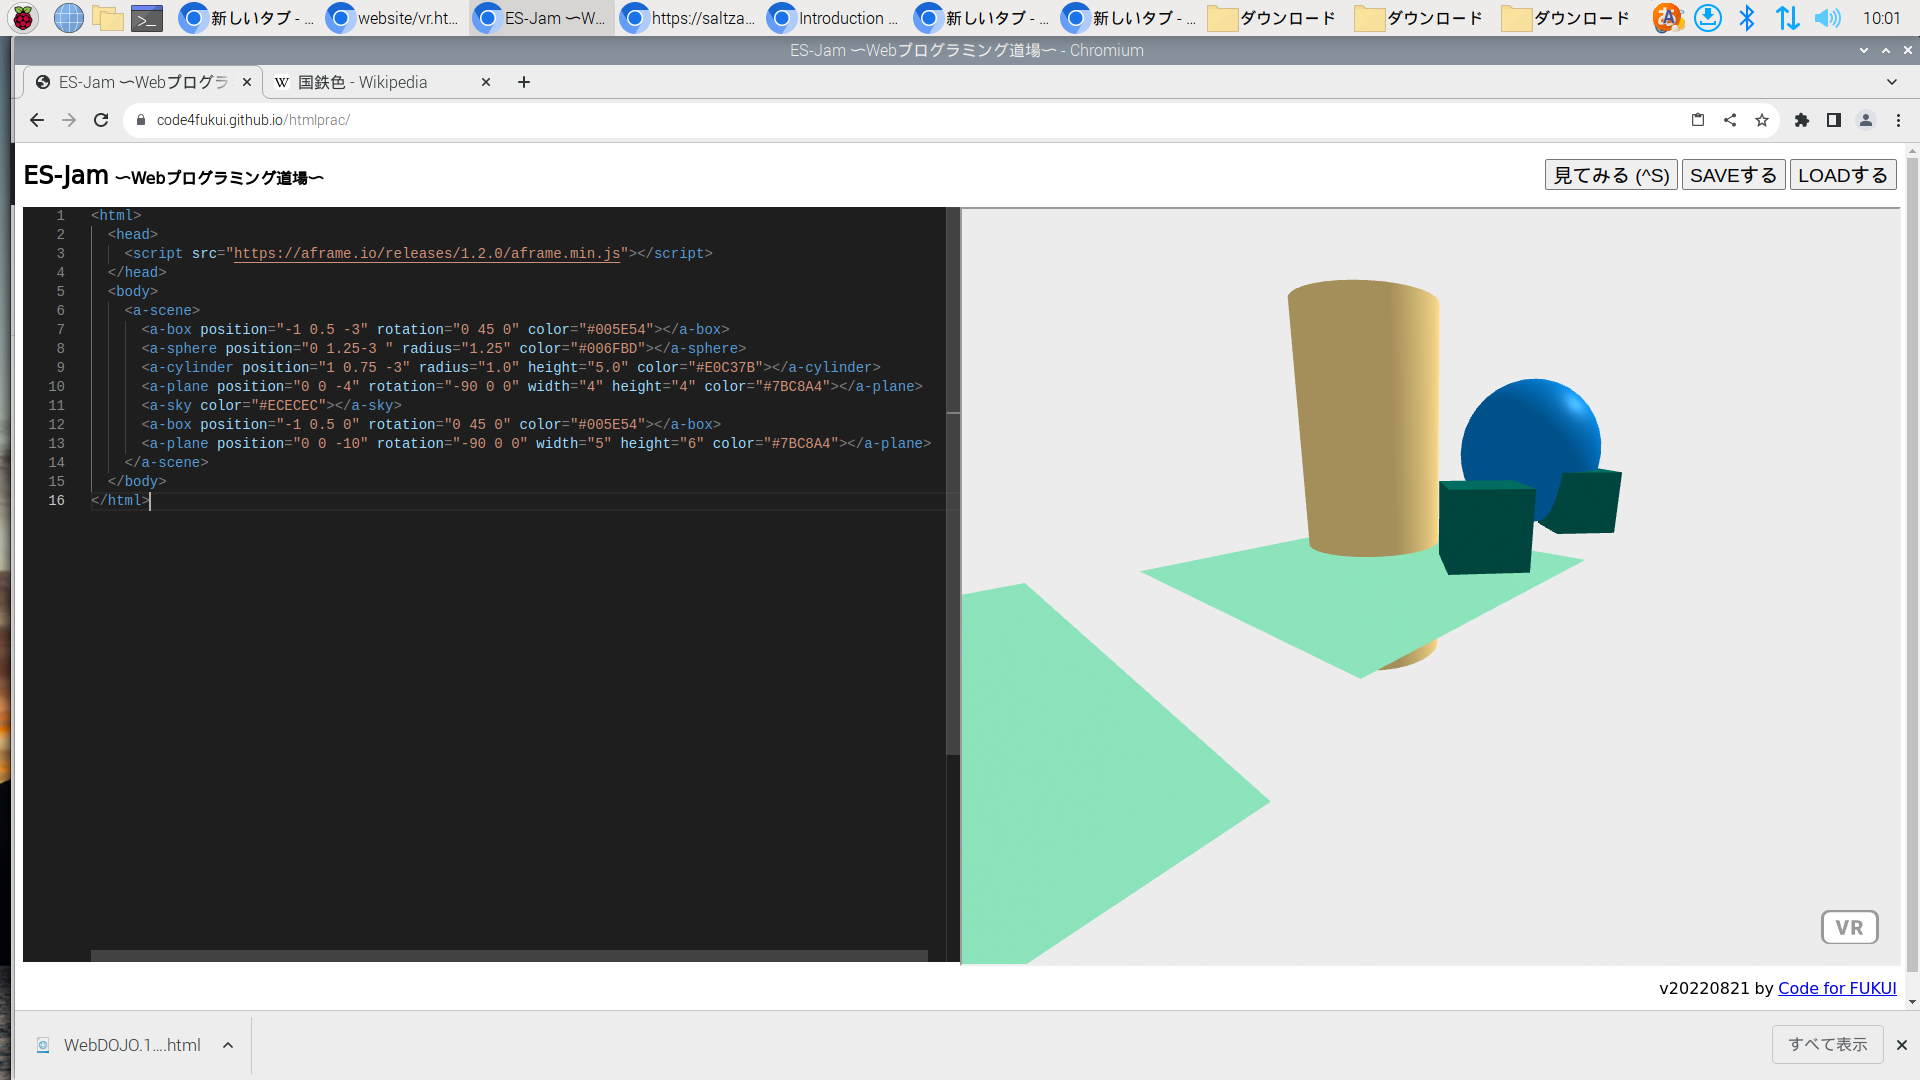 新しいタブ - ...
website/vr.ht...
ES-Jam 〜W...
https://saltza...
Introduction ...
新しいタブ - ...
新しいタブ - ...
ダウンロード
ダウンロード
ダウンロード
10:01
ES-Jam 〜Webプログラミング道場〜 - Chromium
ES-Jam 〜Webプログラ
W 国鉄色 - Wikipedia
code4fukui.github.io/htmlprac/
ES-Jam 〜Webプログラミング道場〜
見てみる (^S)
SAVEする
LOADする
1 <html>
2 <head>
3 <script src="https://aframe.io/releases/1.2.0/aframe.min.js"></script>
4 </head>
5 <body>
6 <a-scene>
7 <a-box position="-1 0.5 -3" rotation="0 45 0" color="#005E54"></a-box>
8 <a-sphere position="0 1.25-3 " radius="1.25" color="#006FBD"></a-sphere>
9 <a-cylinder position="1 0.75 -3" radius="1.0" height="5.0" color="#E0C37B"></a-cylinder>
10 <a-plane position="0 0 -4" rotation="-90 0 0" width="4" height="4" color="#7BC8A4"></a-plane>
11 <a-sky color="#ECECEC"></a-sky>
12 <a-box position="-1 0.5 0" rotation="0 45 0" color="#005E54"></a-box>
13 <a-plane position="0 0 -10" rotation="-90 0 0" width="5" height="6" color="#7BC8A4"></a-plane>
14 </a-scene>
15 </body>
16 </html>
VR
v20220821 by Code for FUKUI
WebDOJO.1....html
すべて表示